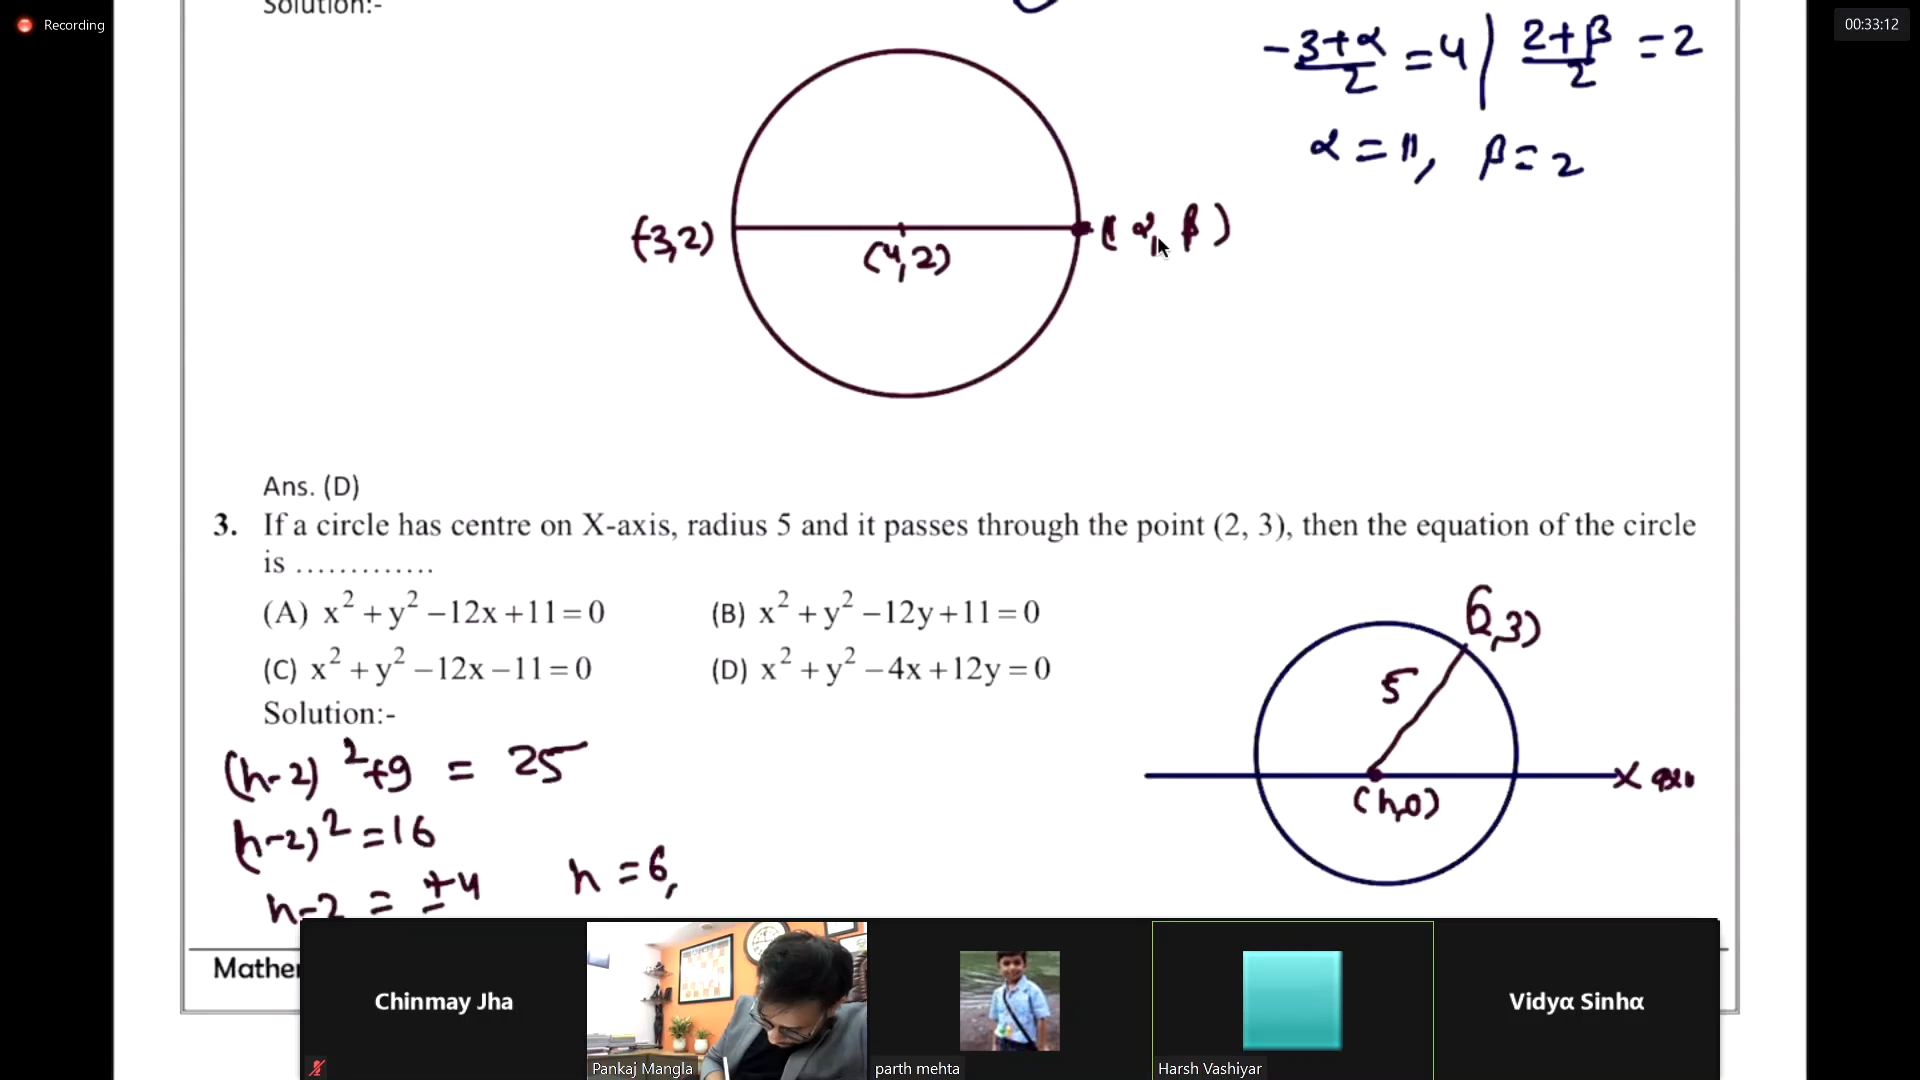 Recording
00:33:12
Solution:-
-3+α/2 = 4 | 2+β/2 = 2
α = 11, β = 2
(-3,2)
(4,2)
(α, β)
Ans. (D)
3. If a circle has centre on X-axis, radius 5 and it passes through the point (2, 3), then the equation of the circle
is .............
(A) x² + y² – 12x + 11 = 0 (B) x² + y² – 12y + 11 = 0
(C) x² + y² – 12x – 11 = 0 (D) x² + y² – 4x + 12y = 0
Solution:-
(2,3)
5
X axis
(h,0)
(h-2)² + 9 = 25
(h-2)² = 16
h-2 = ±4 h = 6,
Chinmay Jha
Pankaj Mangla
parth mehta
Harsh Vashiyar
Vidyα Sinhα